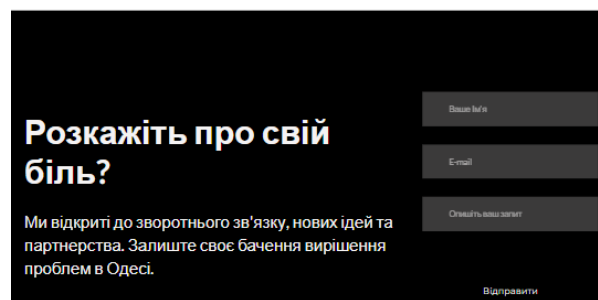 Розкажіть про свій
біль?
Ми відкриті до зворотнього зв'язку, нових ідей та
партнерства. Залиште своє бачення вирішення
проблем в Одесі.
Ваше Ім'я
E-mail
Опишіть ваш запит
Відправити